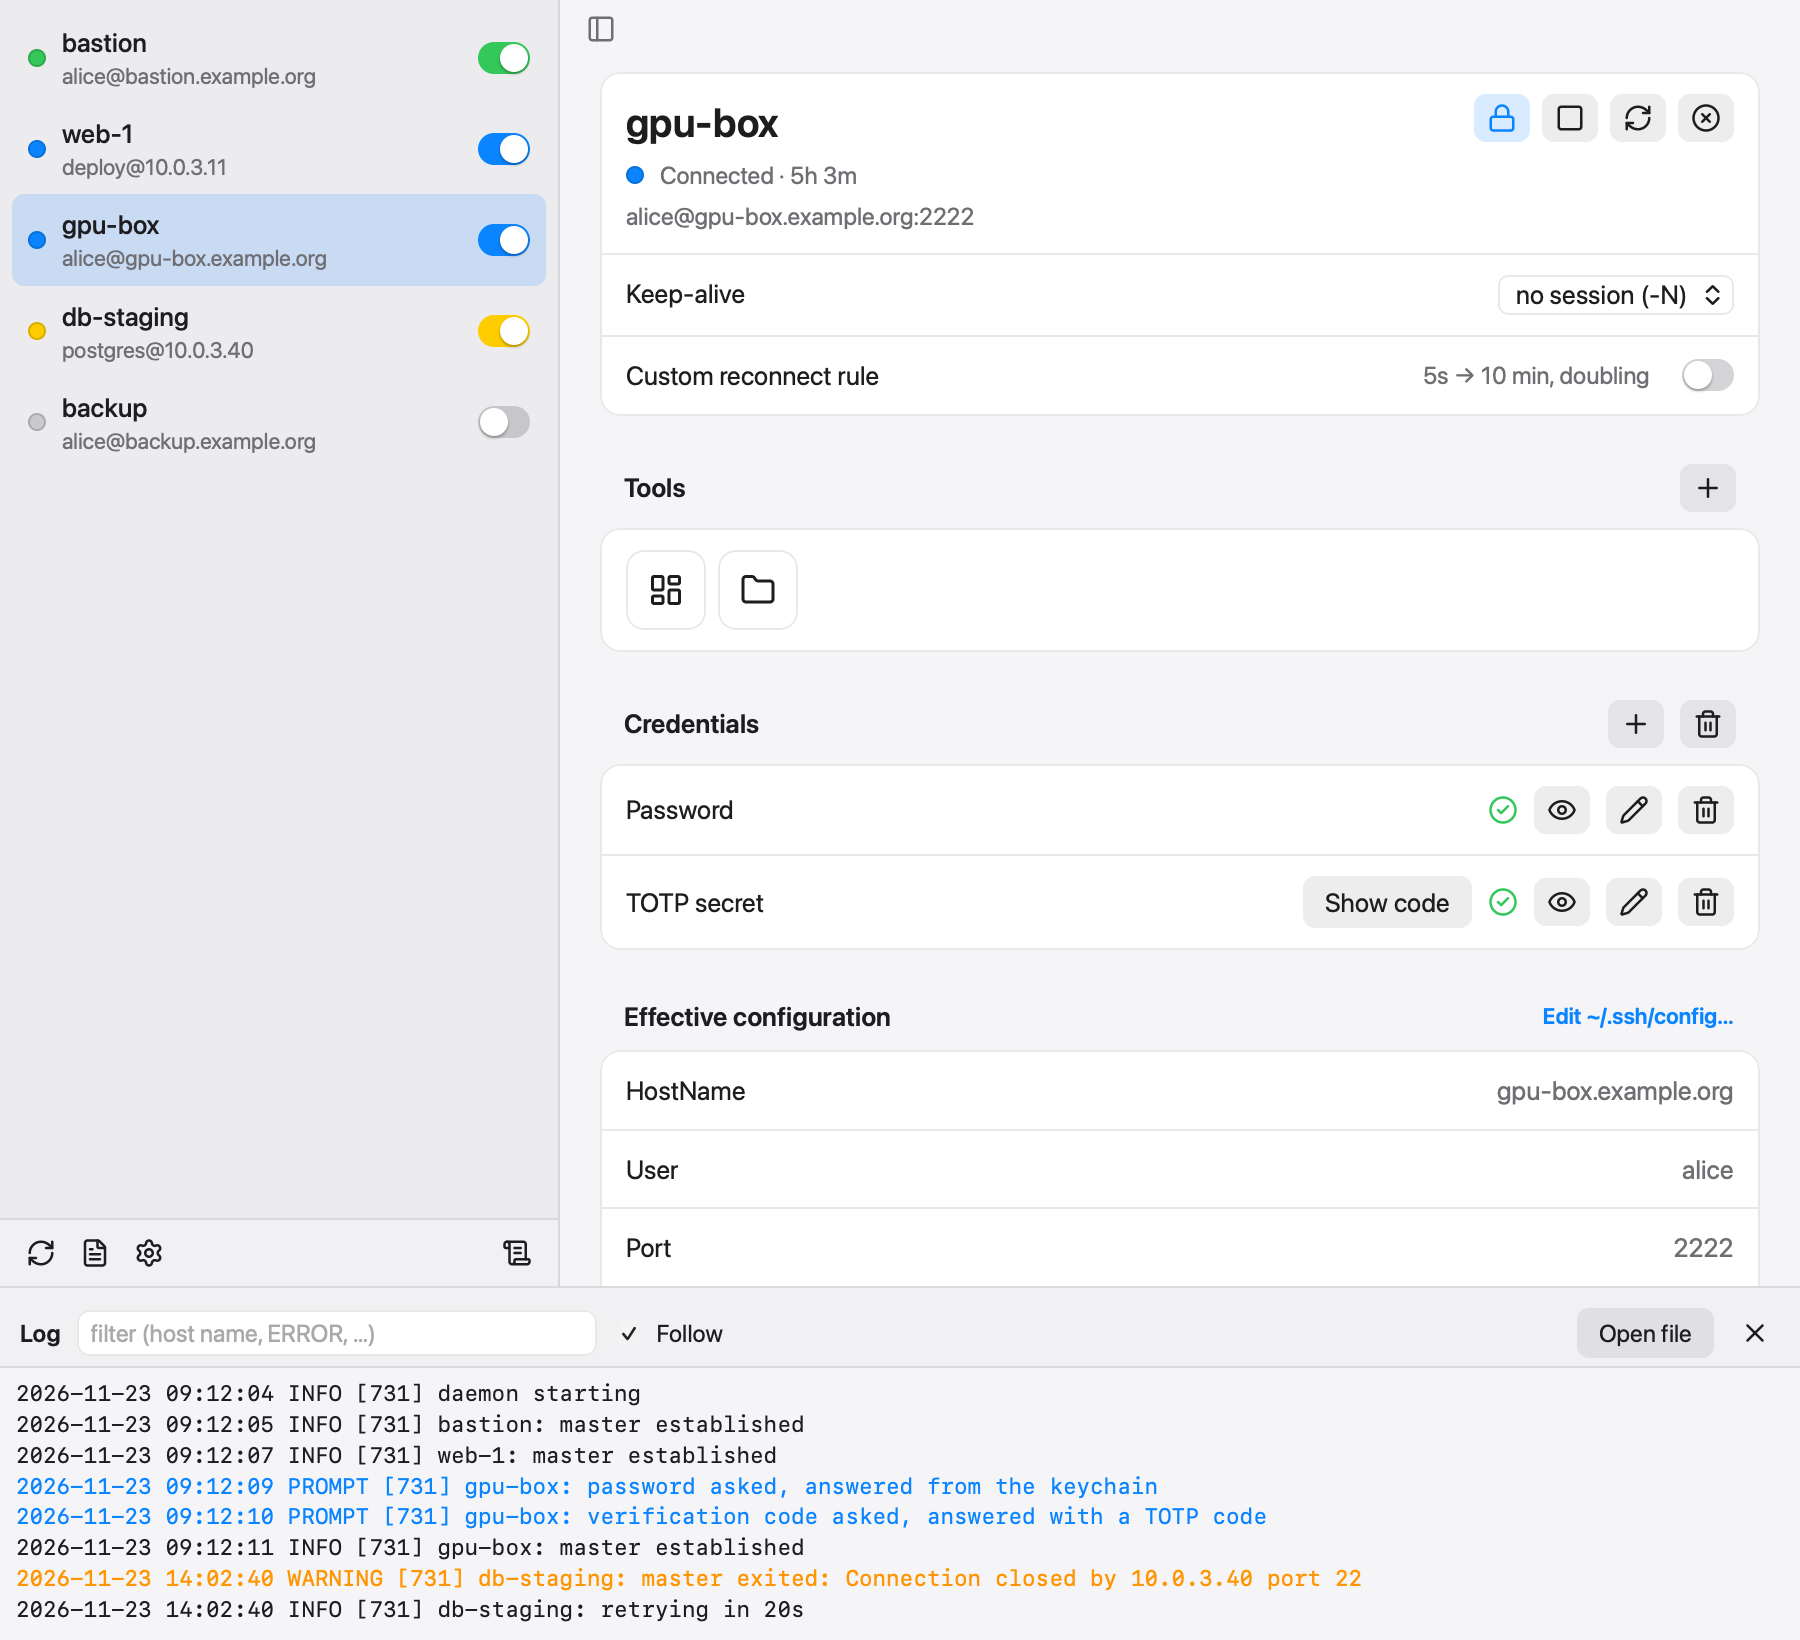 bastion
alice@bastion.example.org
web-1
deploy@10.0.3.11
gpu-box
alice@gpu-box.example.org
db-staging
postgres@10.0.3.40
backup
alice@backup.example.org
gpu-box
Connected · 5h 3m
alice@gpu-box.example.org:2222
Keep-alive
no session (-N)
Custom reconnect rule
5s → 10 min, doubling
Tools
Credentials
Password
TOTP secret
Show code
Effective configuration
Edit ~/.ssh/config...
HostName
gpu-box.example.org
User
alice
Port
2222
Log
filter (host name, ERROR, ...)
Follow
Open file
2026-11-23 09:12:04 INFO [731] daemon starting
2026-11-23 09:12:05 INFO [731] bastion: master established
2026-11-23 09:12:07 INFO [731] web-1: master established
2026-11-23 09:12:09 PROMPT [731] gpu-box: password asked, answered from the keychain
2026-11-23 09:12:10 PROMPT [731] gpu-box: verification code asked, answered with a TOTP code
2026-11-23 09:12:11 INFO [731] gpu-box: master established
2026-11-23 14:02:40 WARNING [731] db-staging: master exited: Connection closed by 10.0.3.40 port 22
2026-11-23 14:02:40 INFO [731] db-staging: retrying in 20s